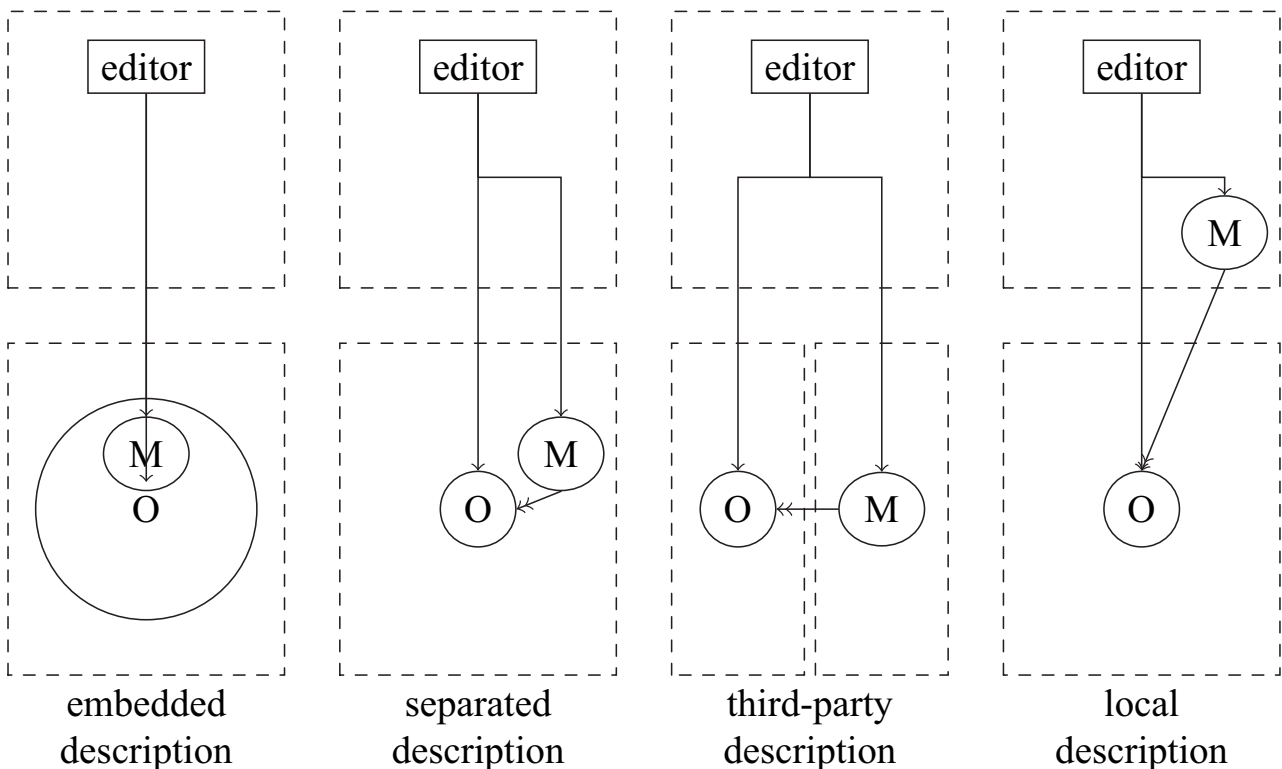 editor
editor
editor
editor
M
M
M
M
O
O
O
O
embedded
description
separated
description
third-party
description
local
description